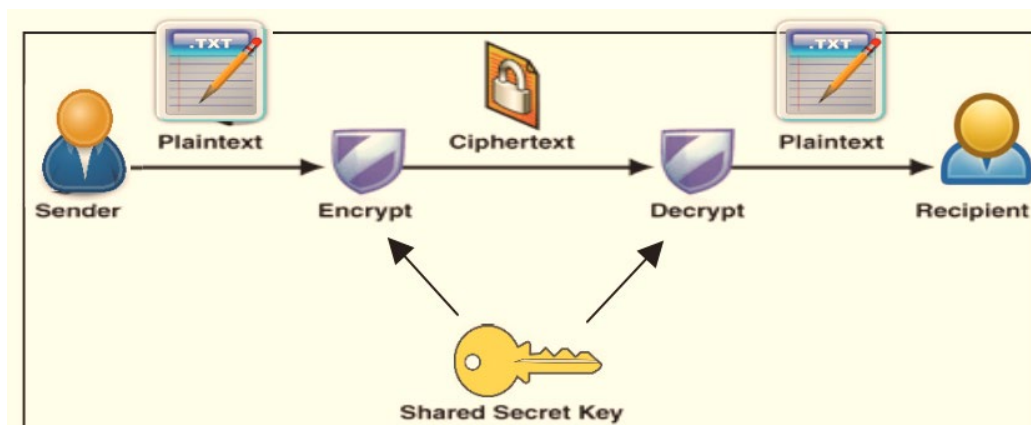 .TXT
.TXT
Plaintext
Ciphertext
Plaintext
Sender
Encrypt
Decrypt
Recipient
Shared Secret Key